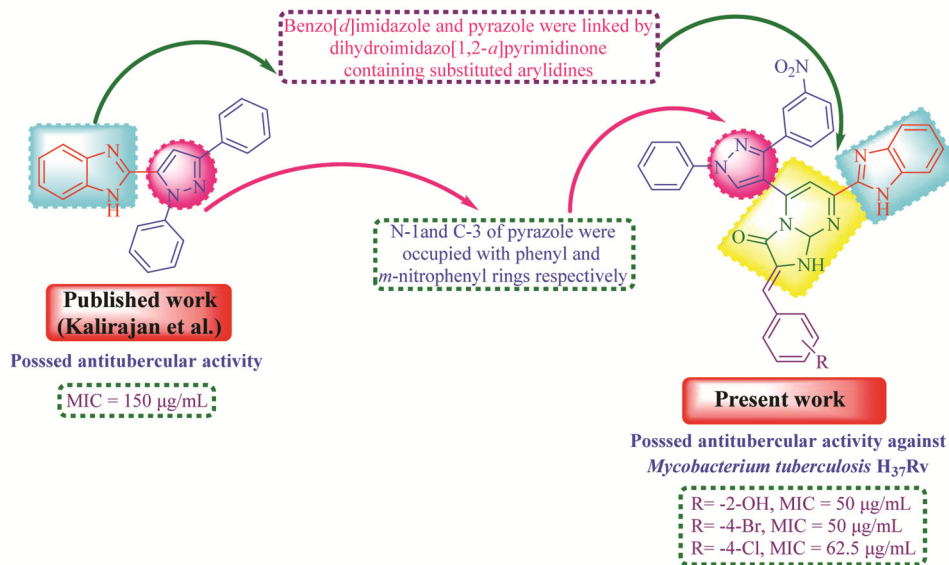 Benzo[d]imidazole and pyrazole were linked by
dihydroimidazo[1,2-a]pyrimidinone
containing substituted arylidines
N
N
H
N
N
N-1and C-3 of pyrazole were
occupied with phenyl and
m-nitrophenyl rings respectively
Published work
(Kalirajan et al.)
Posssed antitubercular activity
MIC = 150 μg/mL
O₂N
N
N
N
N
H
N
N
O
NH
R
Present work
Posssed antitubercular activity against
Mycobacterium tuberculosis H₃₇Rv
R= -2-OH, MIC = 50 μg/mL
R= -4-Br, MIC = 50 μg/mL
R= -4-Cl, MIC = 62.5 μg/mL